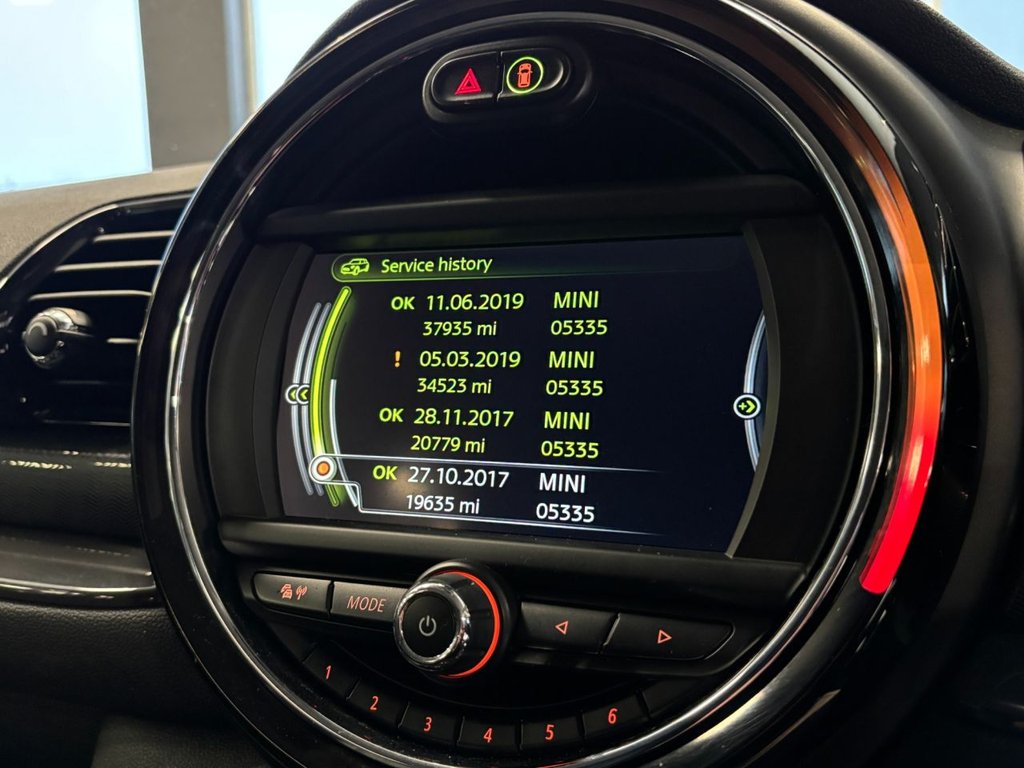 Service history
OK 11.06.2019 MINI
37935 mi 05335
! 05.03.2019 MINI
34523 mi 05335
OK 28.11.2017 MINI
20779 mi 05335
OK 27.10.2017 MINI
19635 mi 05335
MODE
1 2 3 4 5 6